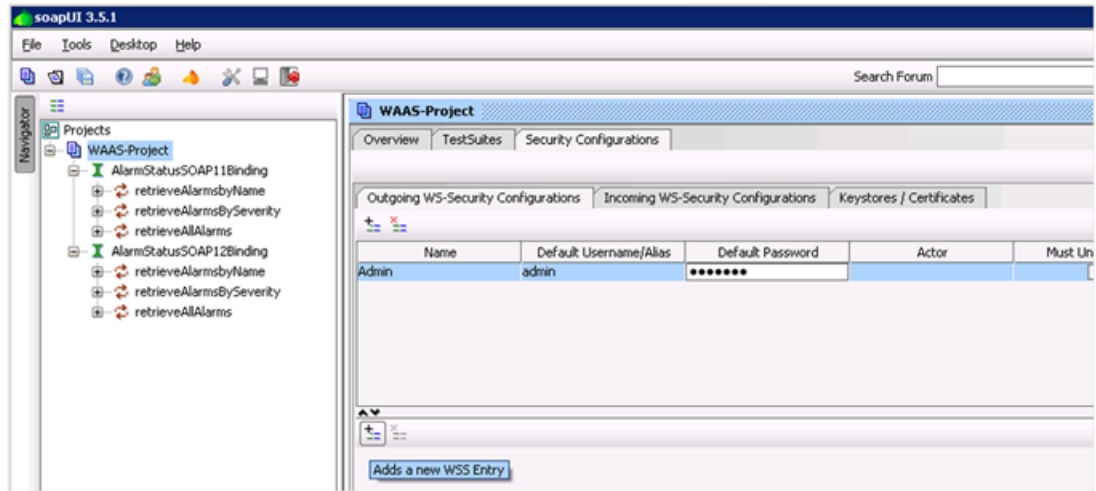 soapUI 3.5.1
File Tools Desktop Help
Search Forum
Navigator
Projects
WAAS-Project
AlarmStatusSOAP11Binding
retrieveAlarmsbyName
retrieveAlarmsBySeverity
retrieveAllAlarms
AlarmStatusSOAP12Binding
retrieveAlarmsbyName
retrieveAlarmsBySeverity
retrieveAllAlarms
WAAS-Project
Overview TestSuites Security Configurations
Outgoing WS-Security Configurations Incoming WS-Security Configurations Keystores / Certificates
Name Default Username/Alias Default Password Actor Must Un
Admin admin •••••••
Adds a new WSS Entry